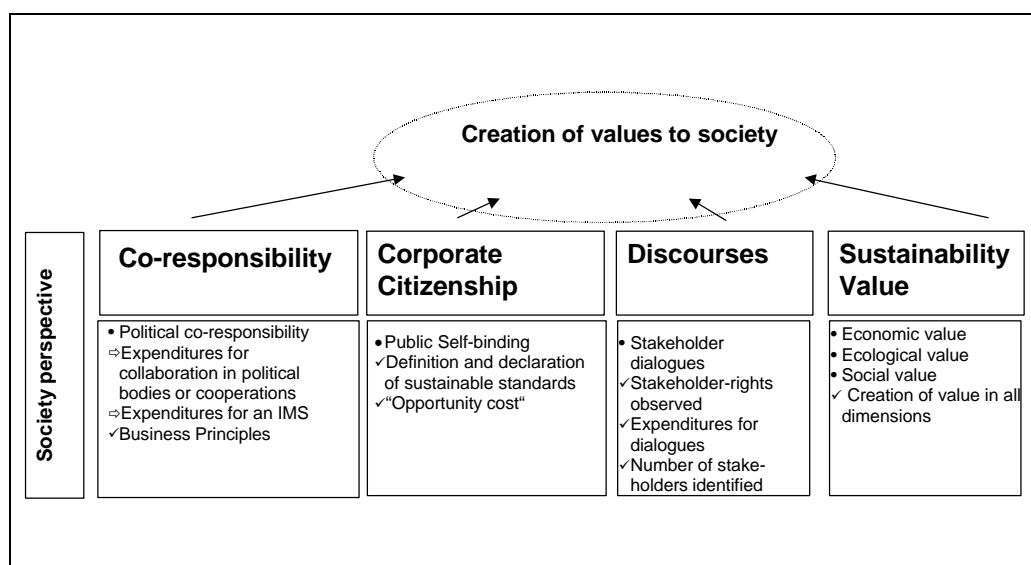 Creation of values to society
Society perspective
Co-responsibility
• Political co-responsibility
⇨Expenditures for
collaboration in political
bodies or cooperations
⇨Expenditures for an IMS
✓Business Principles
Corporate
Citizenship
•Public Self-binding
✓Definition and declaration
of sustainable standards
✓“Opportunity cost“
Discourses
• Stakeholder
dialogues
✓Stakeholder-rights
observed
✓Expenditures for
dialogues
✓Number of stake-
holders identified
Sustainability
Value
• Economic value
• Ecological value
• Social value
✓ Creation of value in all
dimensions